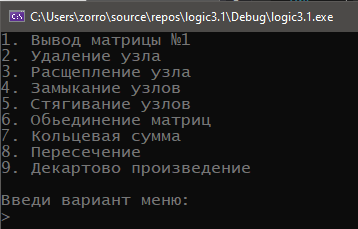 C:\Users\zorro\source\repos\logic3.1\Debug\logic3.1.exe
1. Вывод матрицы №1
2. Удаление узла
3. Расщепление узла
4. Замыкание узлов
5. Стягивание узлов
6. Обьединение матриц
7. Кольцевая сумма
8. Пересечение
9. Декартово произведение
Введи вариант меню:
>